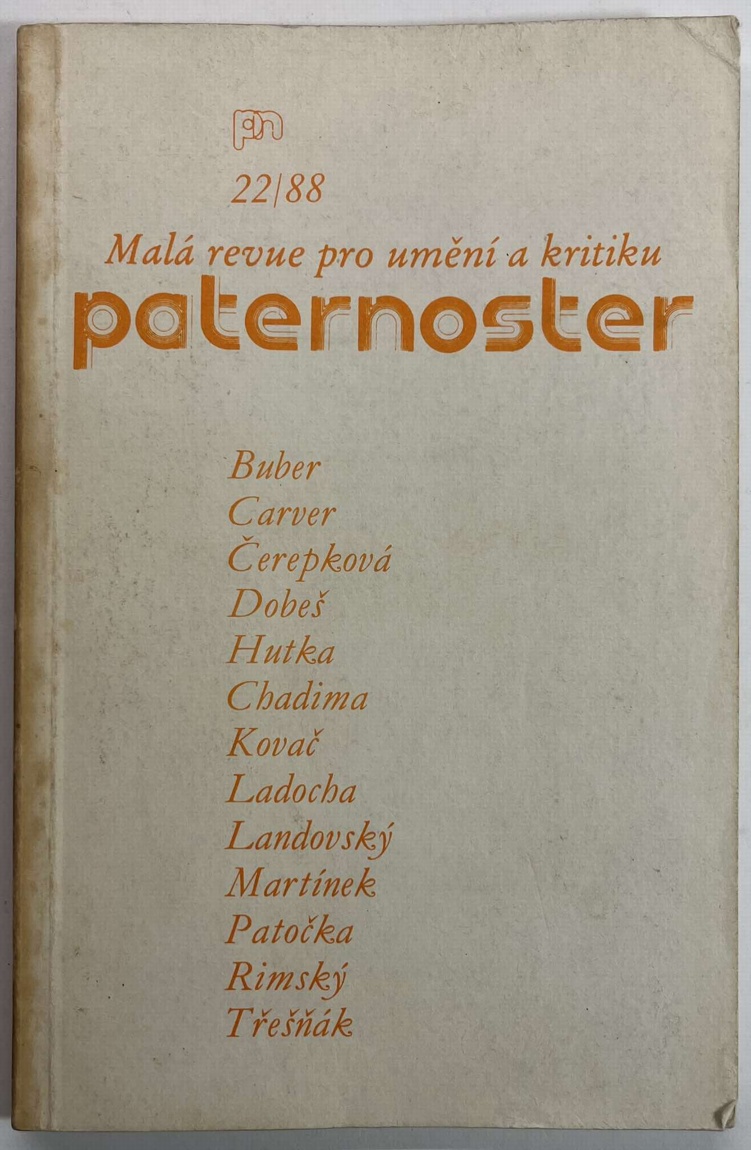 pn
22/88
Malá revue pro umění a kritiku
paternoster
Buber
Carver
Čerepková
Dobeš
Hutka
Chadima
Kovač
Ladocha
Landovský
Martínek
Patočka
Rimský
Třešňák